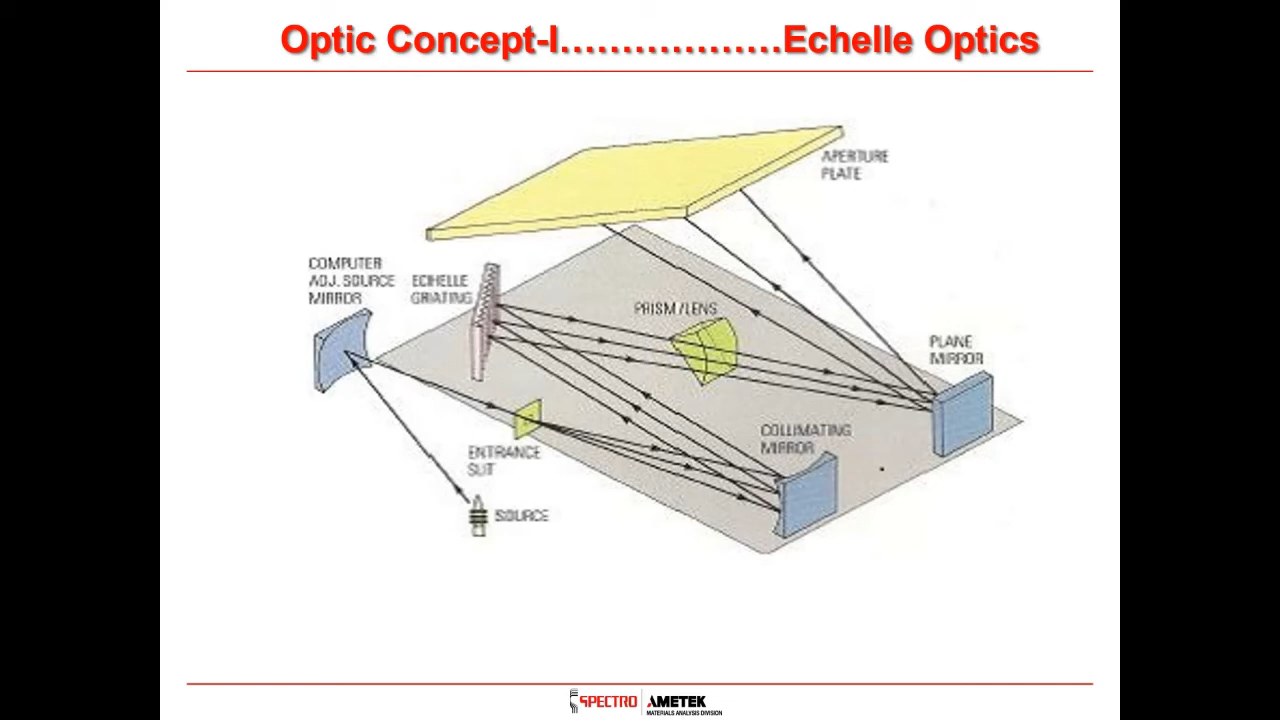 Optic Concept-I..................Echelle Optics
APERTURE
PLATE
COMPUTER
ADJ. SOURCE
MIRROR
ECHELLE
GRIATING
PRISM/LENS
PLANE
MIRROR
COLLIMATING
MIRROR
ENTRANCE
SLIT
SOURCE
SPECTRO
AMETEK
MATERIALS ANALYSIS DIVISION